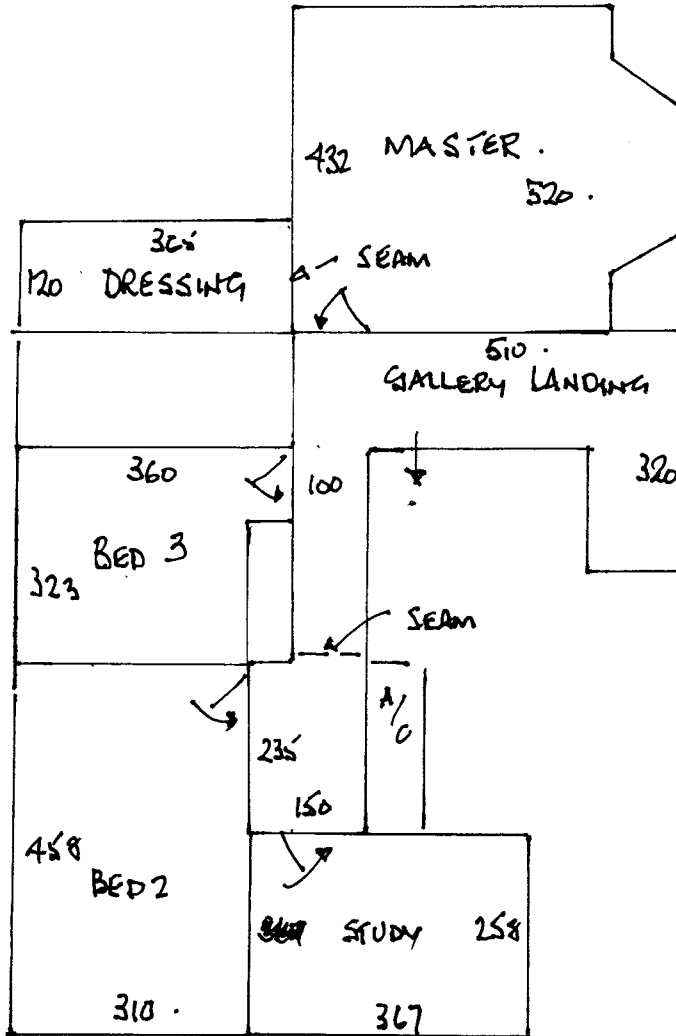 432 MASTER.
520.
305
120 DRESSING
SEAM
510.
GALLERY LANDING
360
100
320
BED 3
323
SEAM
A/C
235
150
458
BED 2
STUDY 258
310.
367